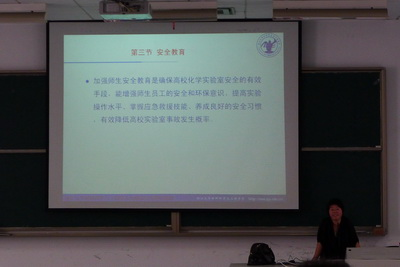 第三节 安全教育
● 加强师生安全教育是确保高校化学实验室安全的有效
手段，能增强师生员工的安全和环保意识，提高实验
操作水平，掌握应急救援技能，养成良好的安全习惯
，有效降低高校实验室事故发生概率.